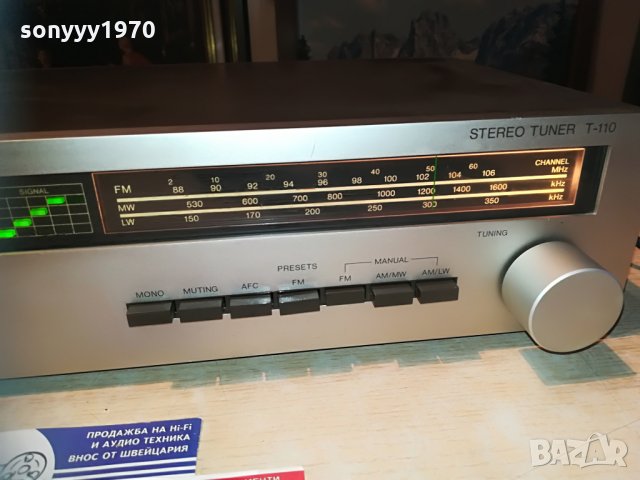 sonyyy1970
STEREO TUNER T-110
SIGNAL
2 10 20 30 40 50 60 CHANNEL
FM 88 90 92 94 96 98 100 102 104 106 MHz
MW 530 600 700 800 1000 1200 1400 1600 kHz
LW 150 170 200 250 300 350 kHz
TUNING
PRESETS MANUAL
MONO MUTING AFC FM FM AM/MW AM/LW
ПРОДАЖБА НА Hi-Fi
И АУДИО ТЕХНИКА
ВНОС ОТ ШВЕЙЦАРИЯ
bazar